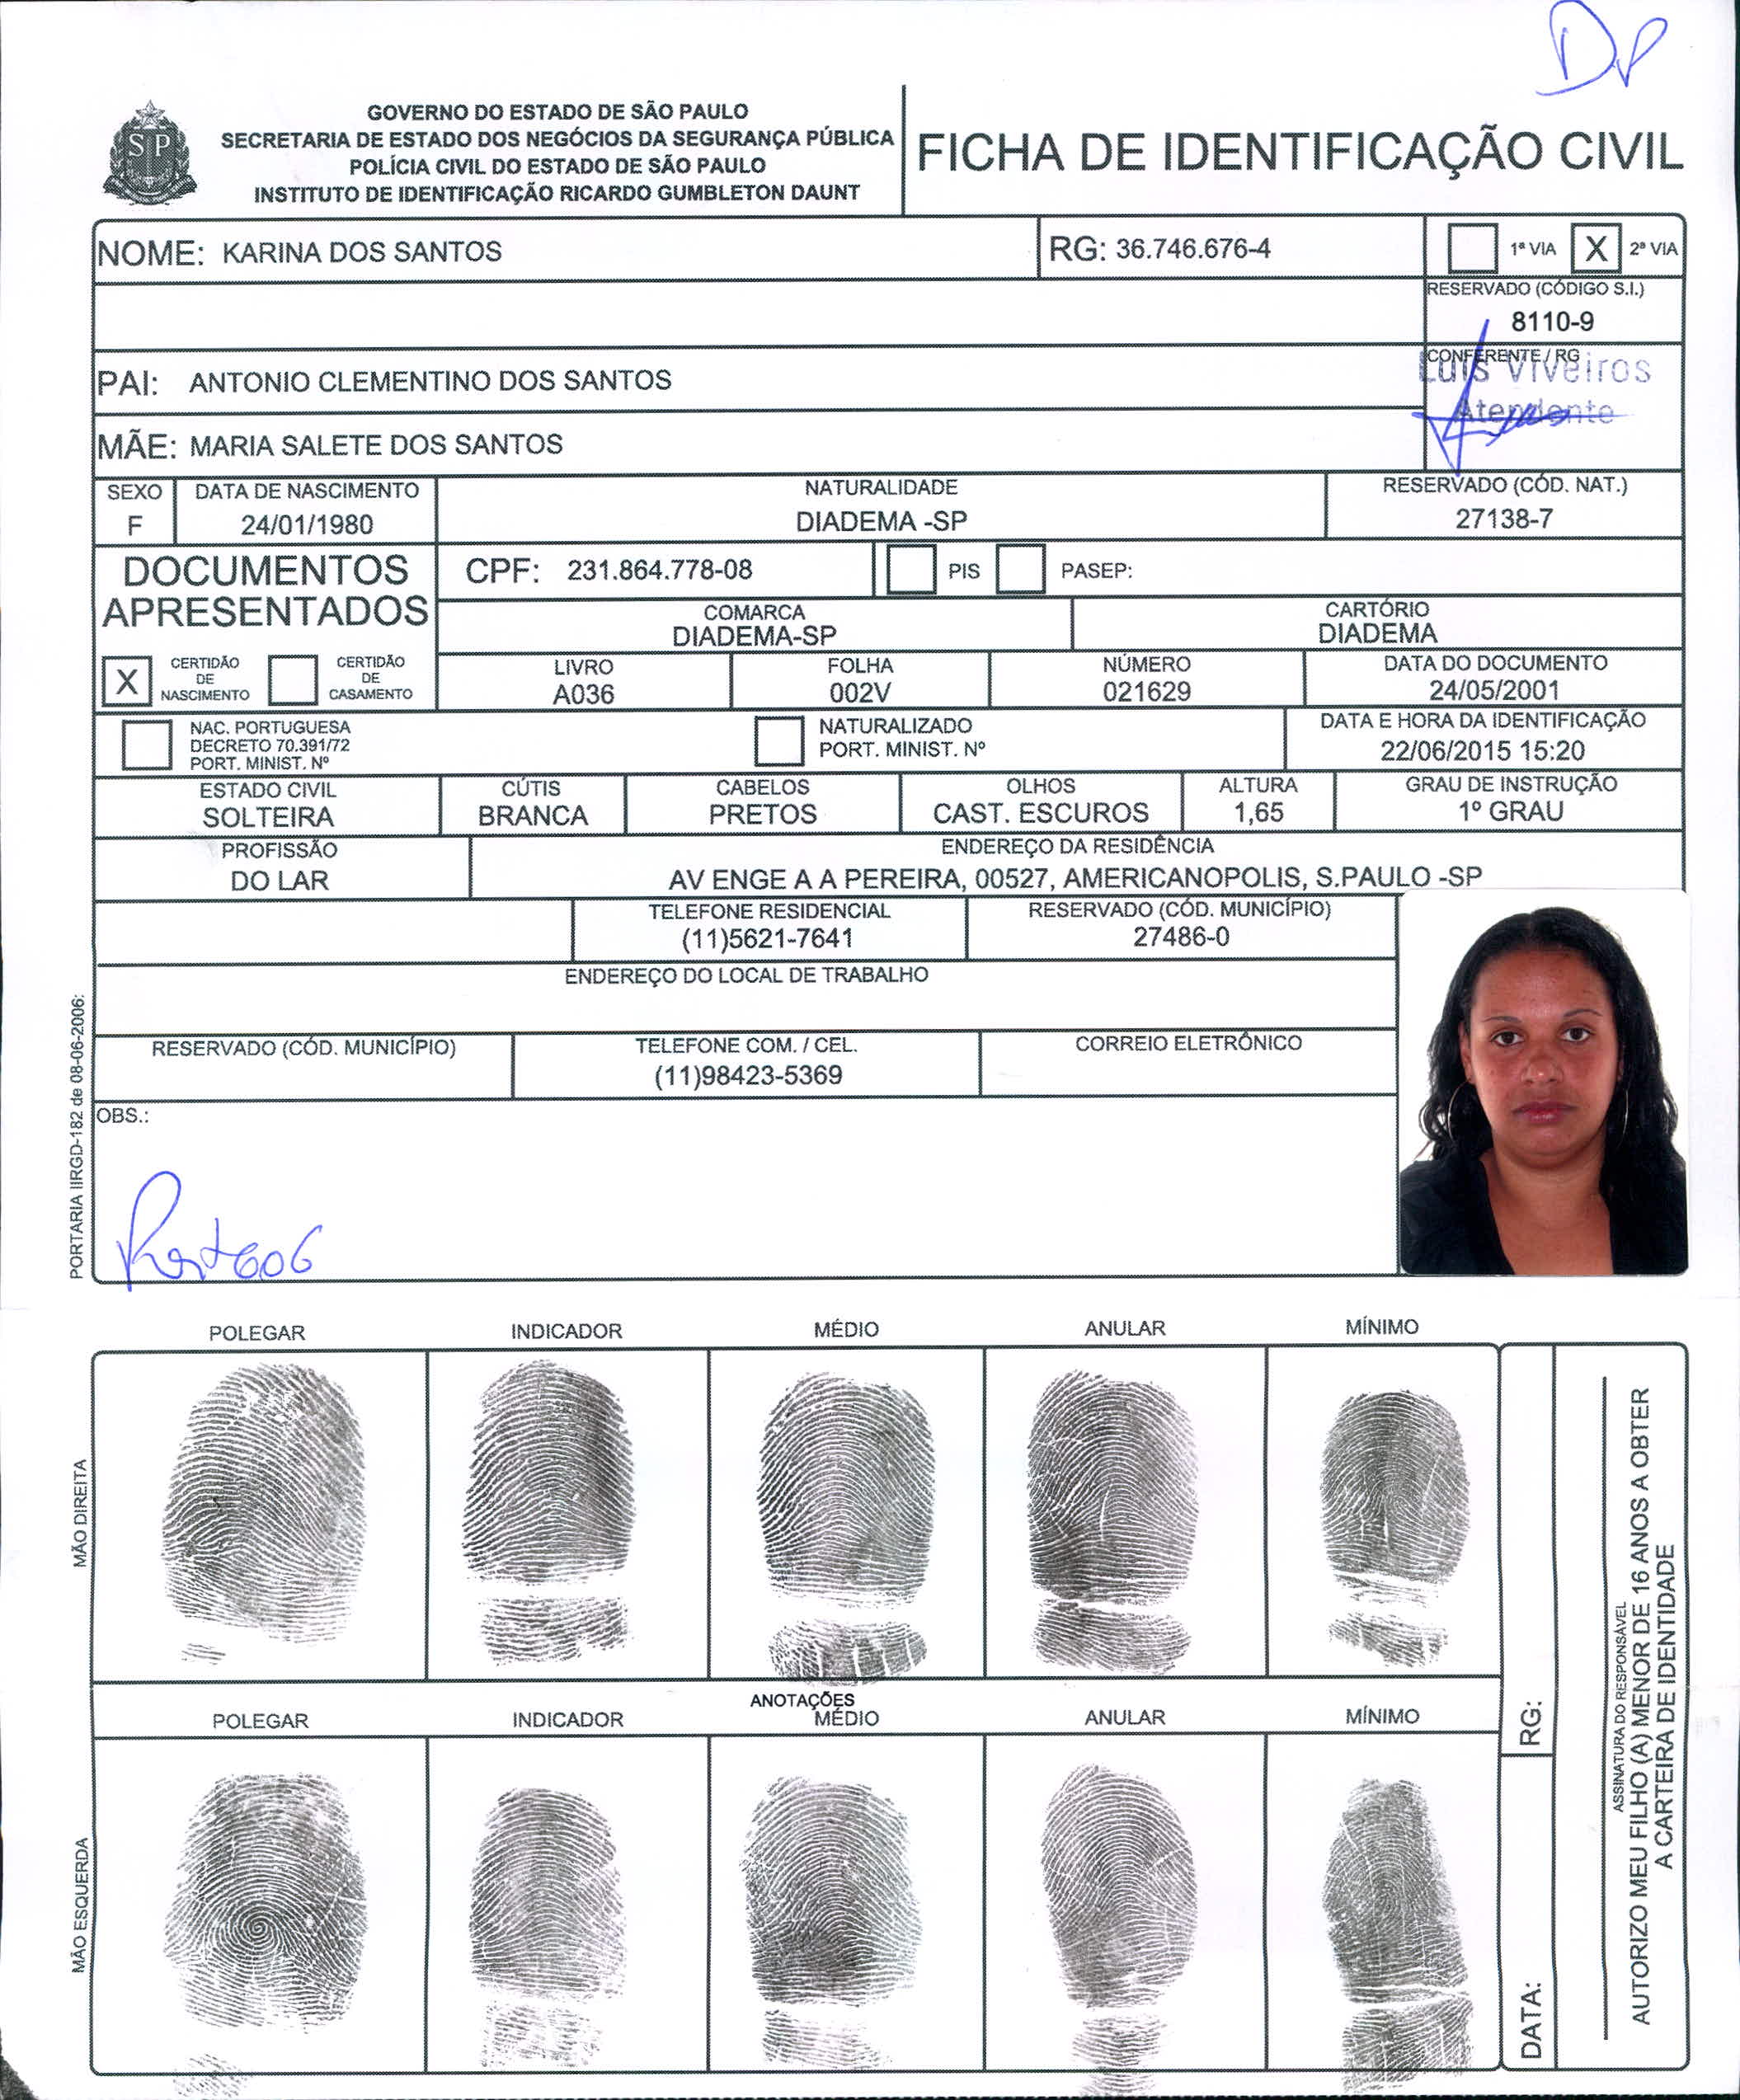 DP
GOVERNO DO ESTADO DE SÃO PAULO
SECRETARIA DE ESTADO DOS NEGÓCIOS DA SEGURANÇA PÚBLICA
POLÍCIA CIVIL DO ESTADO DE SÃO PAULO
INSTITUTO DE IDENTIFICAÇÃO RICARDO GUMBLETON DAUNT
SP
FICHA DE IDENTIFICAÇÃO CIVIL
NOME: KARINA DOS SANTOS
RG: 36.746.676-4
1ª VIA X 2ª VIA
RESERVADO (CÓDIGO S.I.)
8110-9
PAI: ANTONIO CLEMENTINO DOS SANTOS
CONFERENTE / RG
Luis Viveiros
Atendente
MÃE: MARIA SALETE DOS SANTOS
SEXO
F
DATA DE NASCIMENTO
24/01/1980
NATURALIDADE
DIADEMA -SP
RESERVADO (CÓD. NAT.)
27138-7
DOCUMENTOS
APRESENTADOS
CPF: 231.864.778-08
PIS
PASEP:
COMARCA
DIADEMA-SP
CARTÓRIO
DIADEMA
X
CERTIDÃO
DE
NASCIMENTO
CERTIDÃO
DE
CASAMENTO
LIVRO
A036
FOLHA
002V
NÚMERO
021629
DATA DO DOCUMENTO
24/05/2001
NAC. PORTUGUESA
DECRETO 70.391/72
PORT. MINIST. Nº
NATURALIZADO
PORT. MINIST. Nº
DATA E HORA DA IDENTIFICAÇÃO
22/06/2015 15:20
ESTADO CIVIL
SOLTEIRA
CÚTIS
BRANCA
CABELOS
PRETOS
OLHOS
CAST. ESCUROS
ALTURA
1,65
GRAU DE INSTRUÇÃO
1º GRAU
PROFISSÃO
DO LAR
ENDEREÇO DA RESIDÊNCIA
AV ENGE A A PEREIRA, 00527, AMERICANOPOLIS, S.PAULO -SP
TELEFONE RESIDENCIAL
(11)5621-7641
RESERVADO (CÓD. MUNICÍPIO)
27486-0
ENDEREÇO DO LOCAL DE TRABALHO
RESERVADO (CÓD. MUNICÍPIO)
TELEFONE COM. / CEL.
(11)98423-5369
CORREIO ELETRÔNICO
OBS.:
PORTARIA IIRGD-182 de 08-06-2006:
POLEGAR
INDICADOR
MÉDIO
ANULAR
MÍNIMO
MÃO DIREITA
ANOTAÇÕES
POLEGAR
INDICADOR
MÉDIO
ANULAR
MÍNIMO
MÃO ESQUERDA
RG:
DATA:
ASSINATURA DO RESPONSÁVEL
AUTORIZO MEU FILHO (A) MENOR DE 16 ANOS A OBTER
A CARTEIRA DE IDENTIDADE